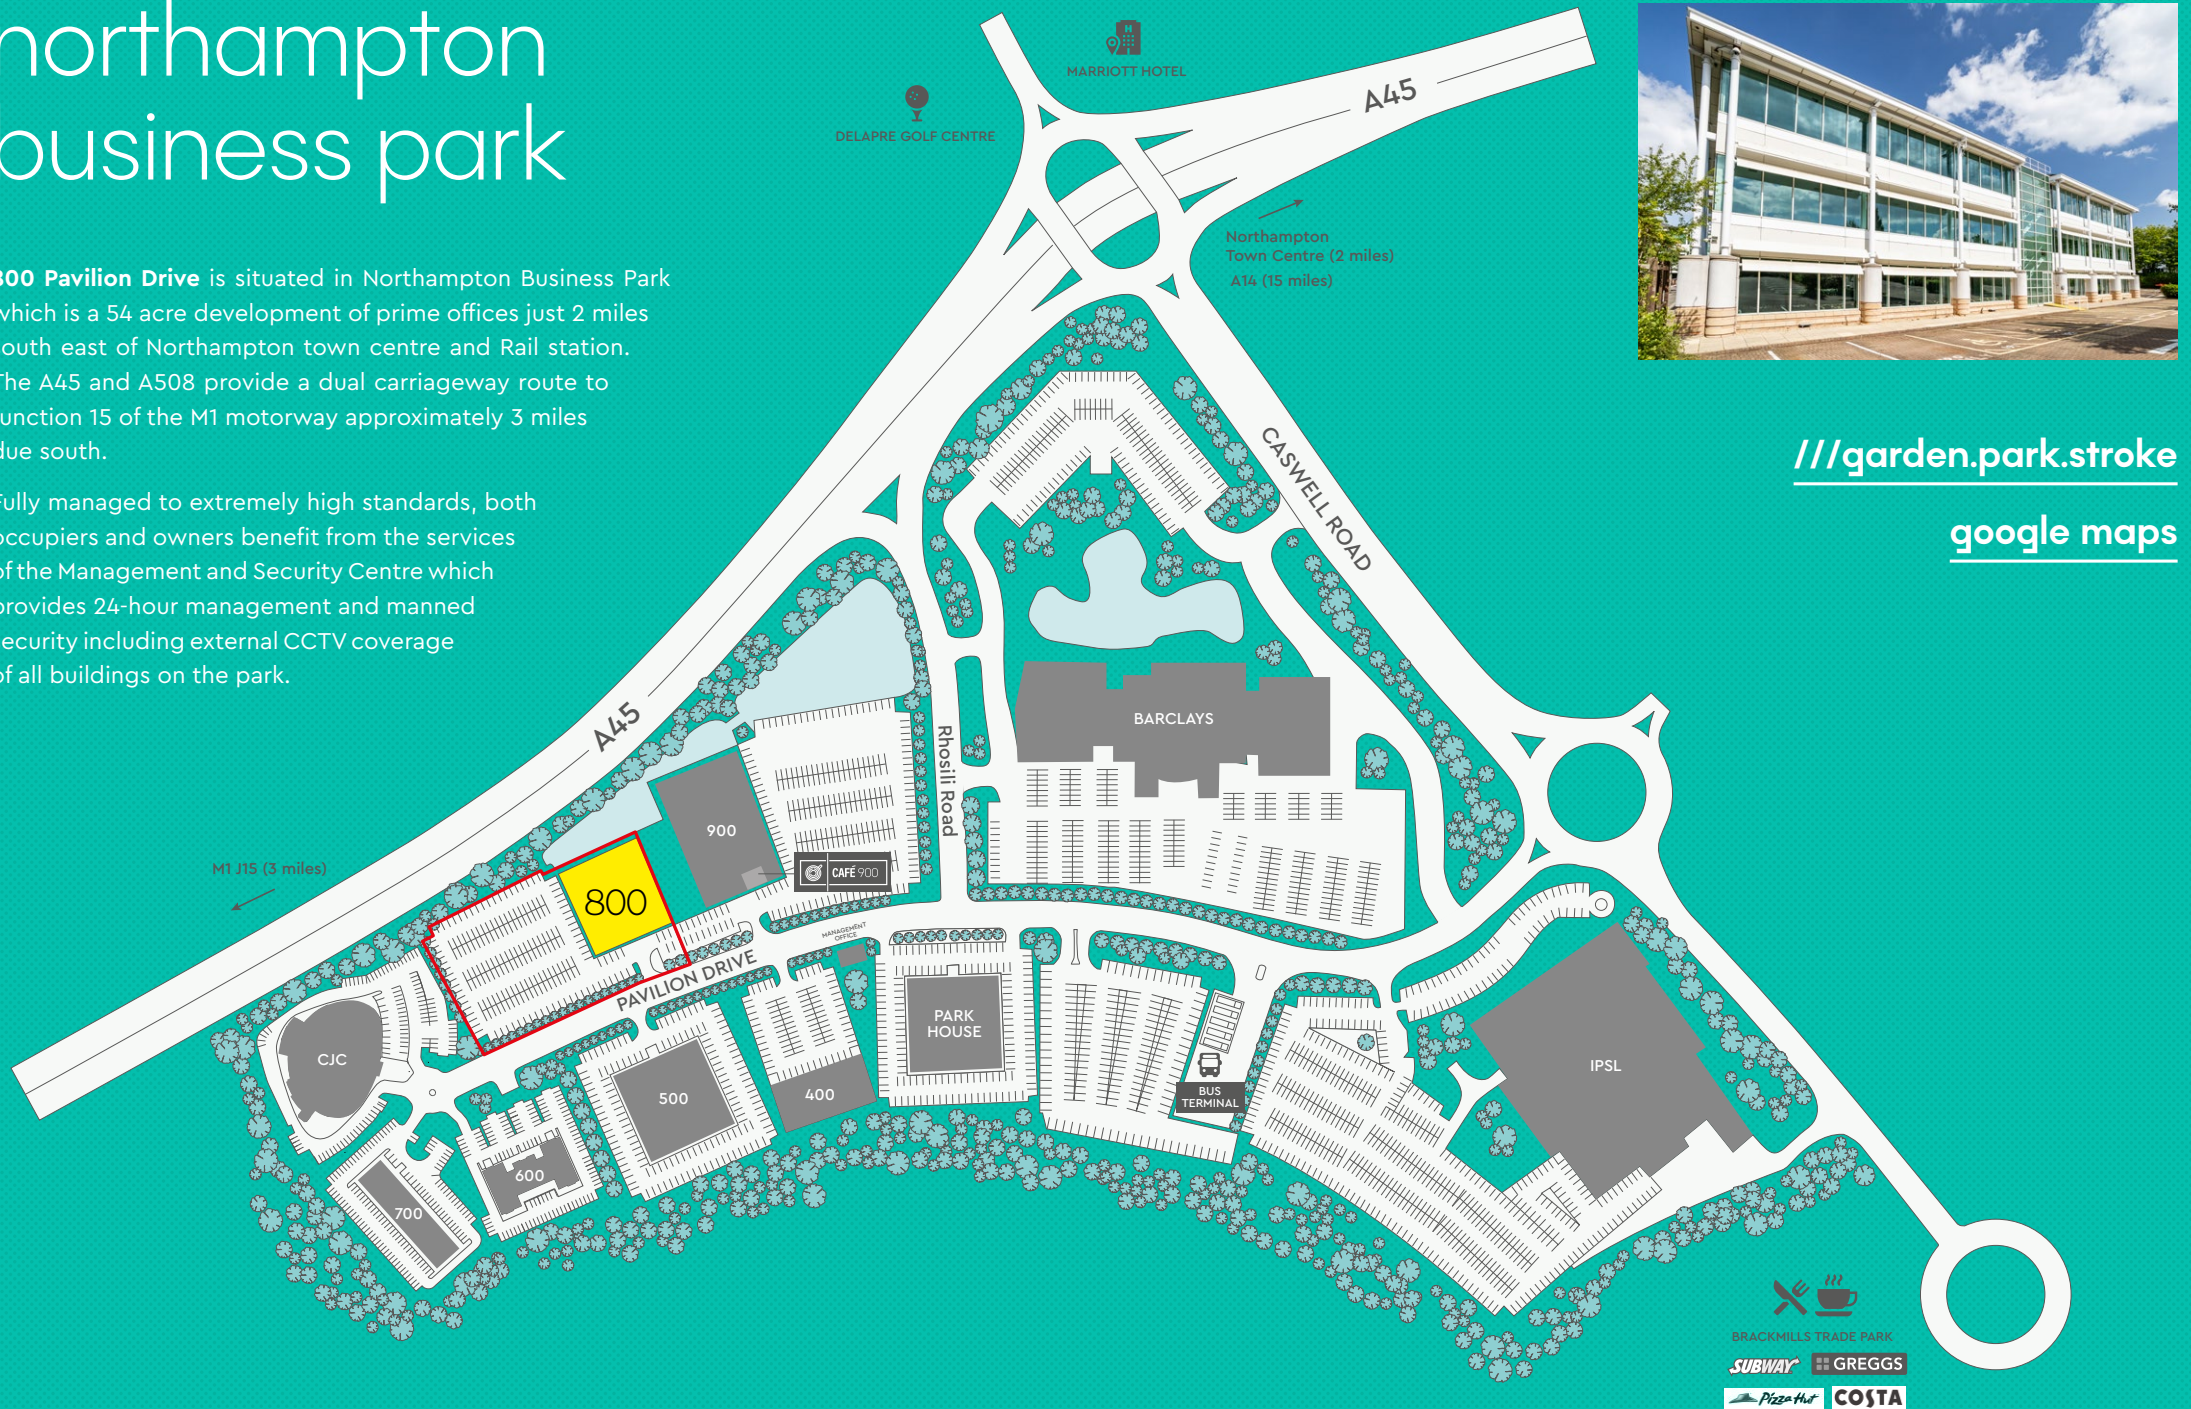 northampton
business park
800 Pavilion Drive is situated in Northampton Business Park
which is a 54 acre development of prime offices just 2 miles
south east of Northampton town centre and Rail station.
The A45 and A508 provide a dual carriageway route to
junction 15 of the M1 motorway approximately 3 miles
due south.
Fully managed to extremely high standards, both
occupiers and owners benefit from the services
of the Management and Security Centre which
provides 24-hour management and manned
security including external CCTV coverage
of all buildings on the park.
MARRIOTT HOTEL
DELAPRE GOLF CENTRE
A45
Northampton
Town Centre (2 miles)
A14 (15 miles)
///garden.park.stroke
google maps
CASWELL ROAD
A45
Rhosili Road
BARCLAYS
900
CAFÉ 900
M1 J15 (3 miles)
800
MANAGEMENT
OFFICE
PAVILION DRIVE
PARK
HOUSE
CJC
500
400
BUS
TERMINAL
IPSL
600
700
BRACKMILLS TRADE PARK
SUBWAY
GREGGS
Pizza Hut
COSTA